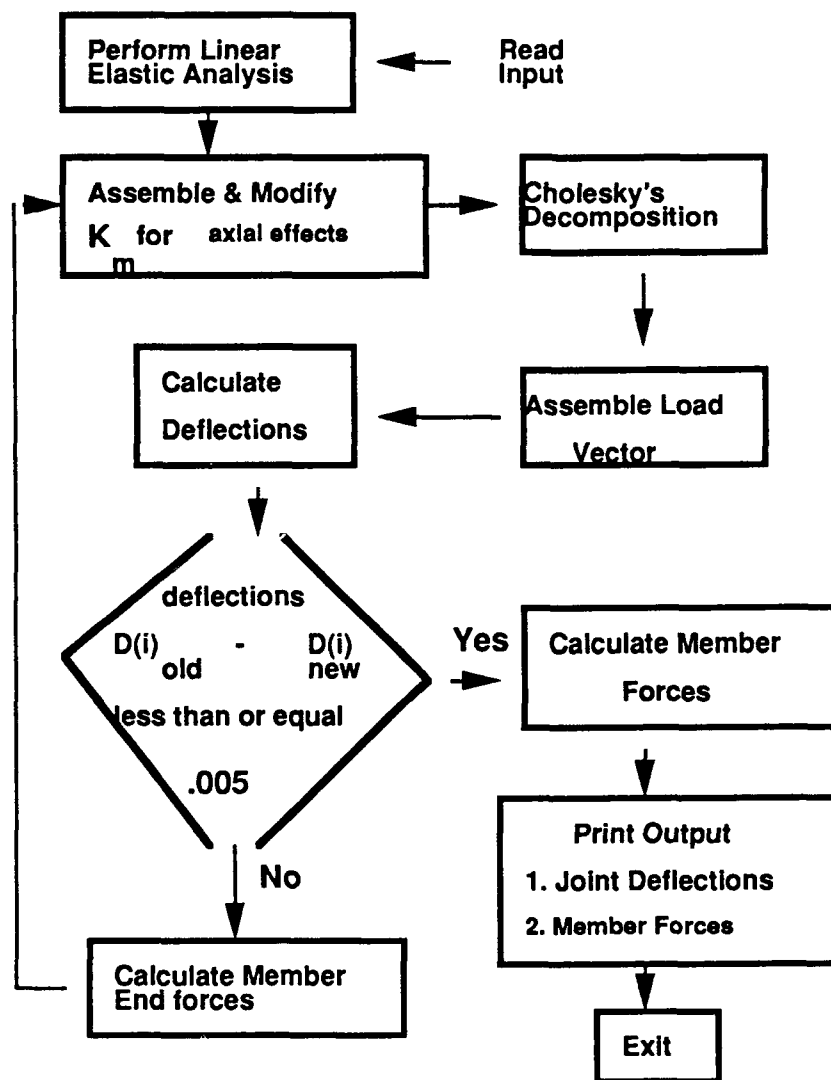 Perform Linear
Elastic Analysis
Read
Input
Assemble & Modify
K m for axial effects
Cholesky's
Decomposition
Assemble Load
Vector
Calculate
Deflections
deflections
D(i) old - D(i) new
less than or equal
.005
Yes
No
Calculate Member
Forces
Print Output
1. Joint Deflections
2. Member Forces
Calculate Member
End forces
Exit